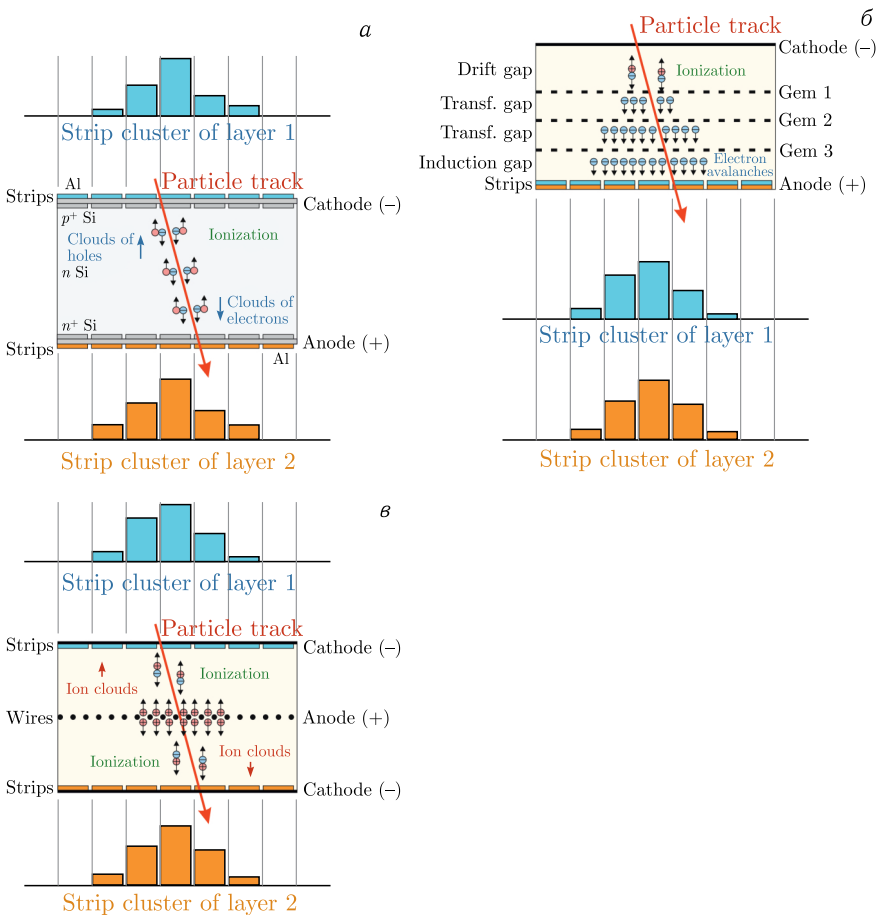 а
Strip cluster of layer 1
Al
Particle track
Strips
Cathode (–)
p⁺ Si
Clouds of
holes
Ionization
n Si
Clouds of
electrons
n⁺ Si
Strips
Anode (+)
Al
Strip cluster of layer 2
б
Particle track
Cathode (–)
Drift gap
Ionization
Gem 1
Transf. gap
Gem 2
Transf. gap
Gem 3
Induction gap
Electron
avalanches
Strips
Anode (+)
Strip cluster of layer 1
Strip cluster of layer 2
в
Strip cluster of layer 1
Particle track
Strips
Cathode (–)
Ionization
Ion clouds
Wires
Anode (+)
Ion clouds
Ionization
Strips
Cathode (–)
Strip cluster of layer 2